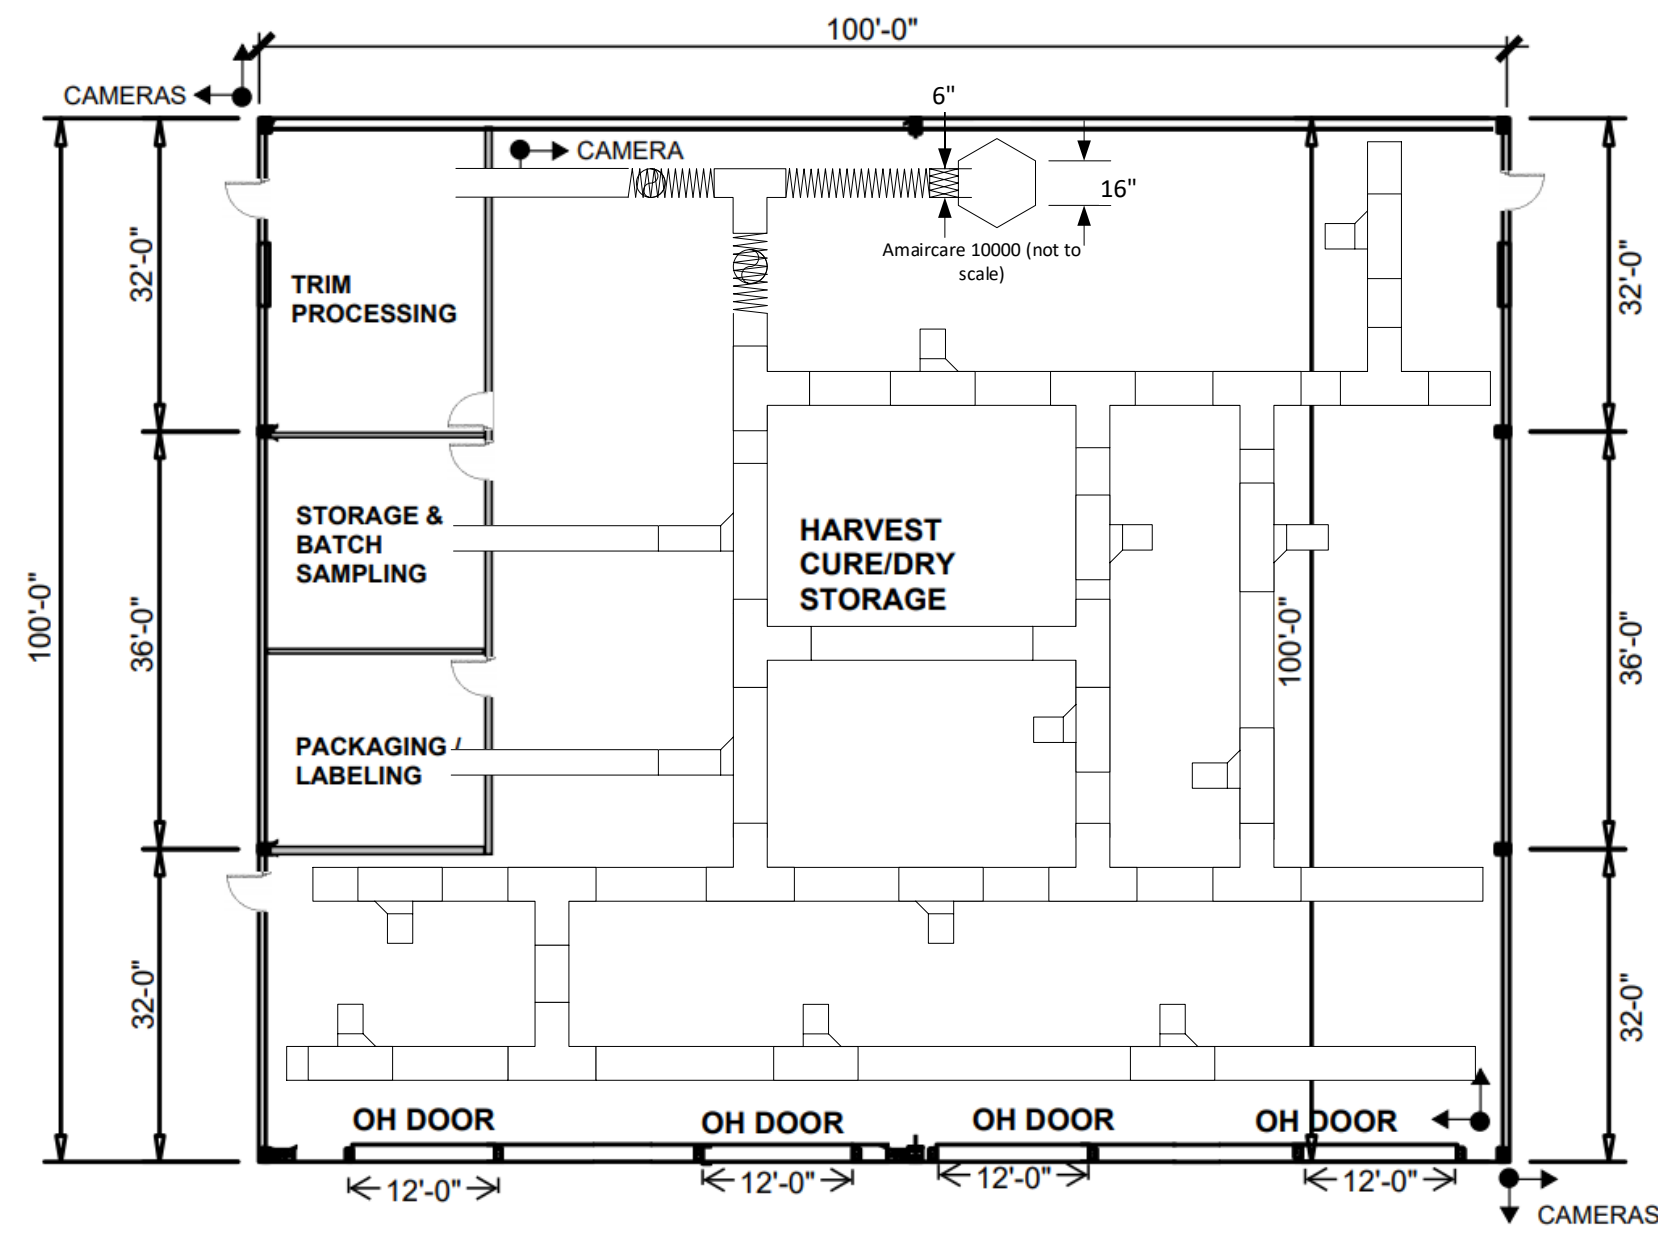 100'-0"
CAMERAS
6"
CAMERA
16"
Amaircare 10000 (not to
scale)
32'-0"
TRIM
PROCESSING
32'-0"
STORAGE &
BATCH
SAMPLING
HARVEST
CURE/DRY
STORAGE
100'-0"
36'-0"
100'-0"
36'-0"
PACKAGING /
LABELING
32-0"
32-0"
OH DOOR
OH DOOR
OH DOOR
OH DOOR
12'-0"
12'-0"
12'-0"
12'-0"
CAMERAS